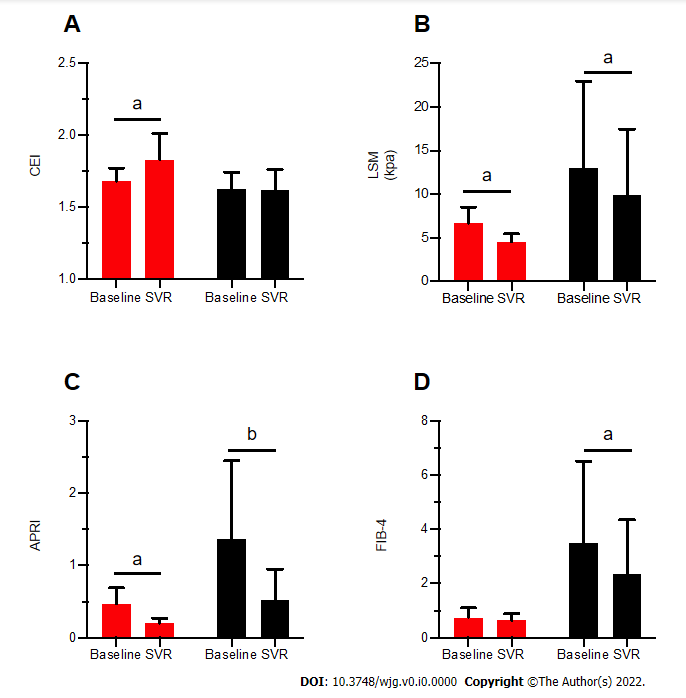 A
2.5
2.0
1.5
1.0
CEI
a
Baseline SVR
Baseline SVR
B
25
20
15
10
5
0
LSM
(kpa)
a
a
Baseline SVR
Baseline SVR
C
3
2
1
0
APRI
a
b
Baseline SVR
Baseline SVR
D
8
6
4
2
0
FIB-4
a
Baseline SVR
Baseline SVR
DOI: 10.3748/wjg.v0.i0.0000 Copyright ©The Author(s) 2022.